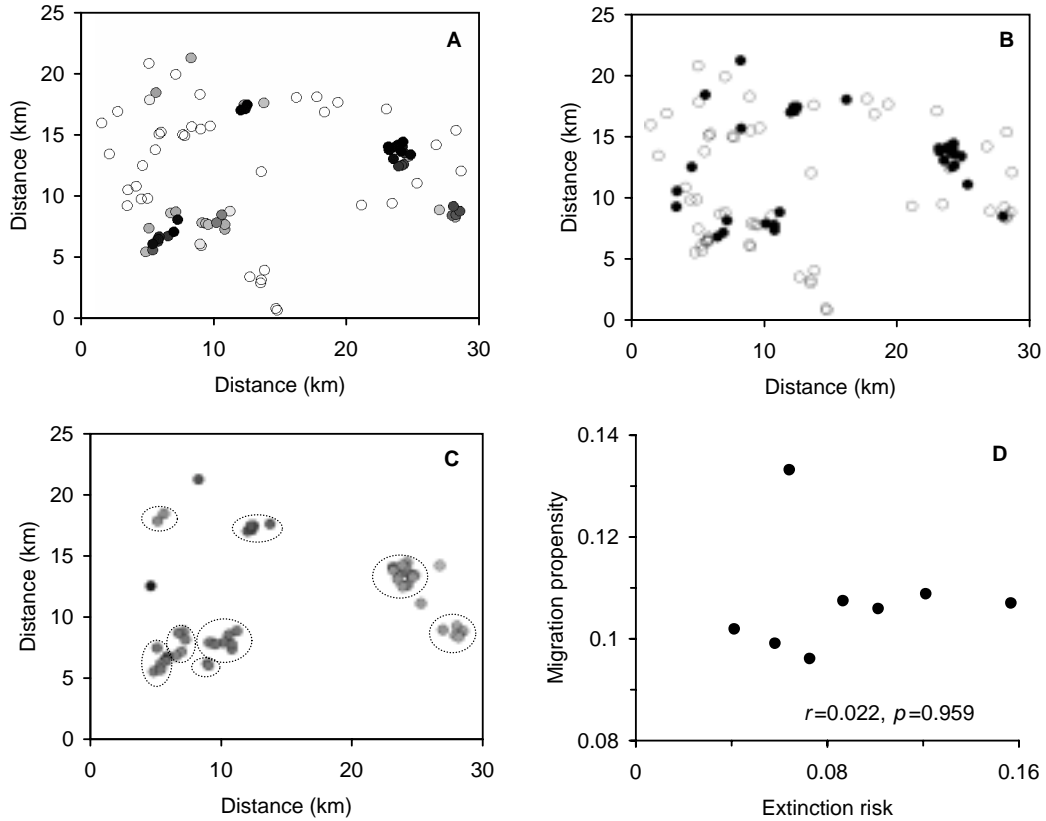 A
25
20
15
10
5
0
Distance (km)
0 10 20 30
Distance (km)
B
25
20
15
10
5
0
Distance (km)
0 10 20 30
Distance (km)
C
25
20
15
10
5
0
Distance (km)
0 10 20 30
Distance (km)
D
0.14
0.12
0.1
0.08
Migration propensity
r=0.022, p=0.959
0 0.08 0.16
Extinction risk